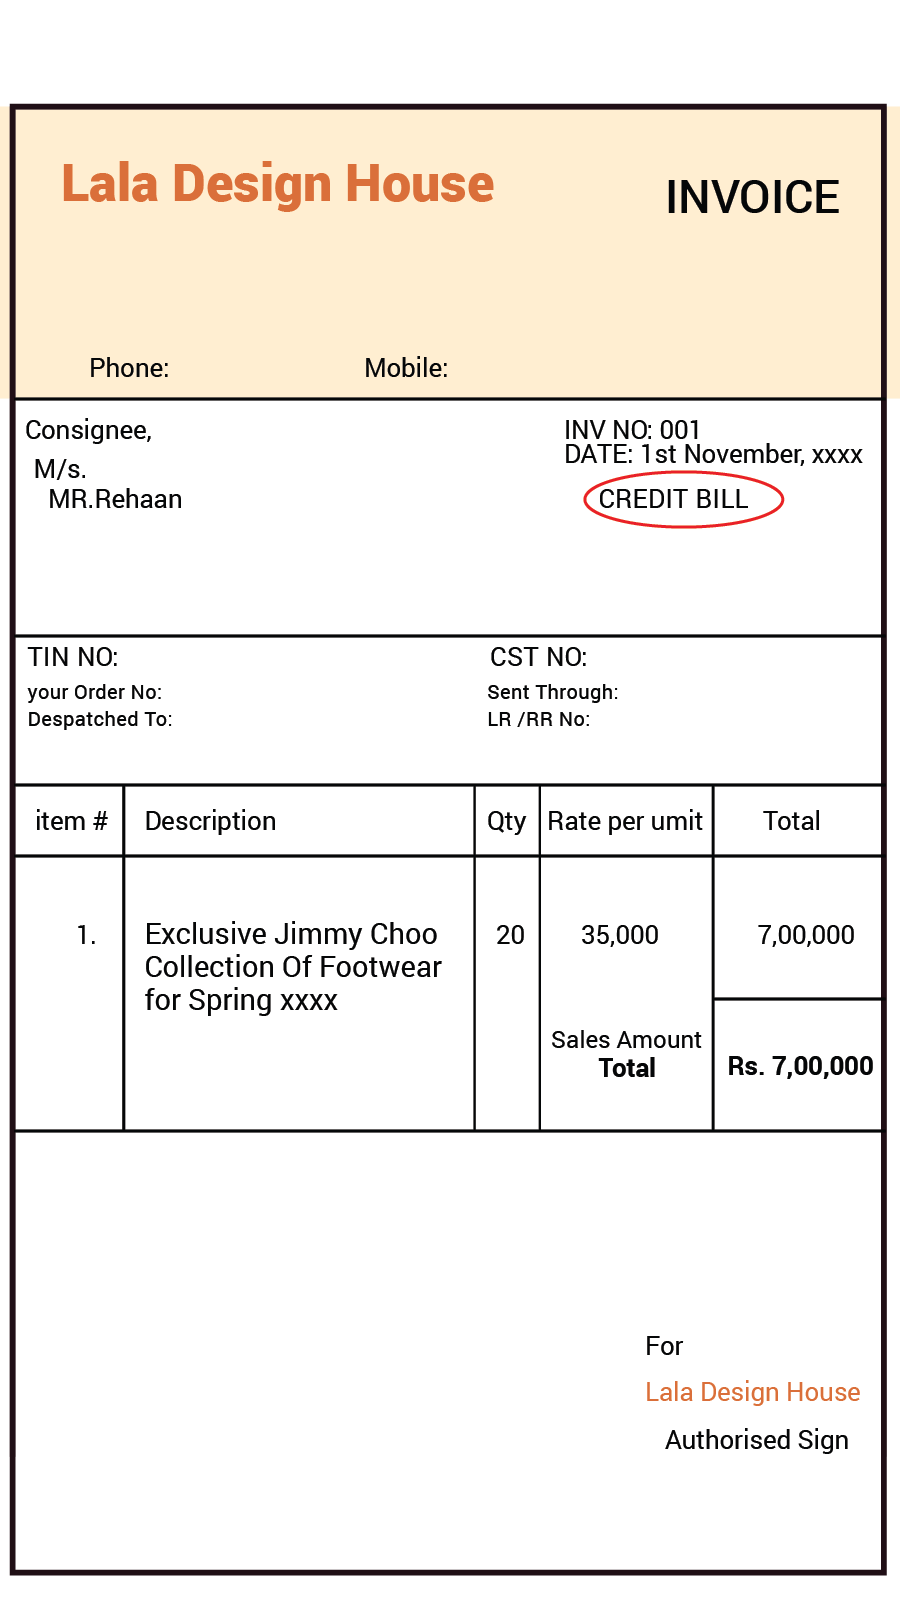 Lala Design House
INVOICE
Phone: Mobile:
Consignee,
M/s.
MR.Rehaan
INV NO: 001
DATE: 1st November, xxxx
CREDIT BILL
TIN NO: CST NO:
your Order No: Sent Through:
Despatched To: LR /RR No:
item # Description Qty Rate per umit Total
1. Exclusive Jimmy Choo 20 35,000 7,00,000
Collection Of Footwear
for Spring xxxx
Sales Amount
Total Rs. 7,00,000
For
Lala Design House
Authorised Sign